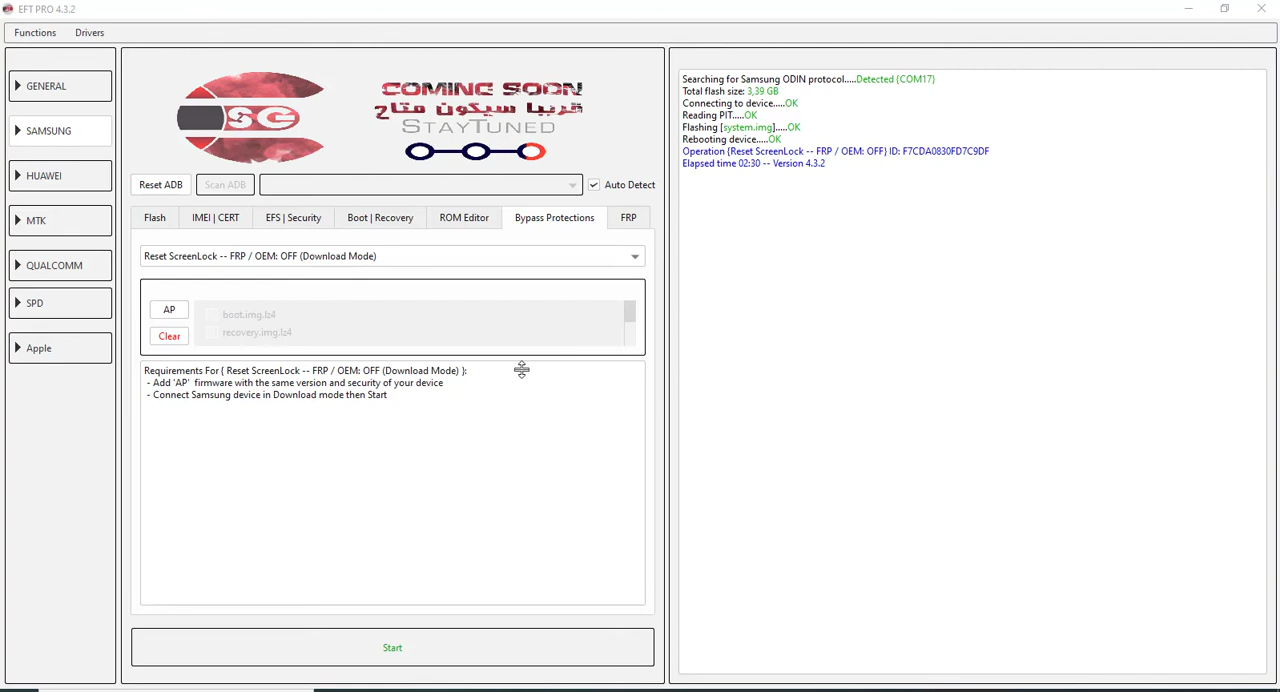 EFT PRO 4.3.2
Functions
Drivers
GENERAL
SAMSUNG
HUAWEI
MTK
QUALCOMM
SPD
Apple
SG
COMING SOON
قريبا سيكون متاح
STAYTUNED
Reset ADB
Scan ADB
Auto Detect
Flash
IMEI | CERT
EFS | Security
Boot | Recovery
ROM Editor
Bypass Protections
FRP
Reset ScreenLock -- FRP / OEM: OFF (Download Mode)
AP
boot.img.lz4
Clear
recovery.img.lz4
Requirements For { Reset ScreenLock -- FRP / OEM: OFF (Download Mode) }:
- Add 'AP' firmware with the same version and security of your device
- Connect Samsung device in Download mode then Start
Start
Searching for Samsung ODIN protocol.....Detected {COM17}
Total flash size: 3,39 GB
Connecting to device.....OK
Reading PIT.....OK
Flashing [system.img].....OK
Rebooting device.....OK
Operation {Reset ScreenLock -- FRP / OEM: OFF} ID: F7CDA0830FD7C9DF
Elapsed time 02:30 -- Version 4.3.2